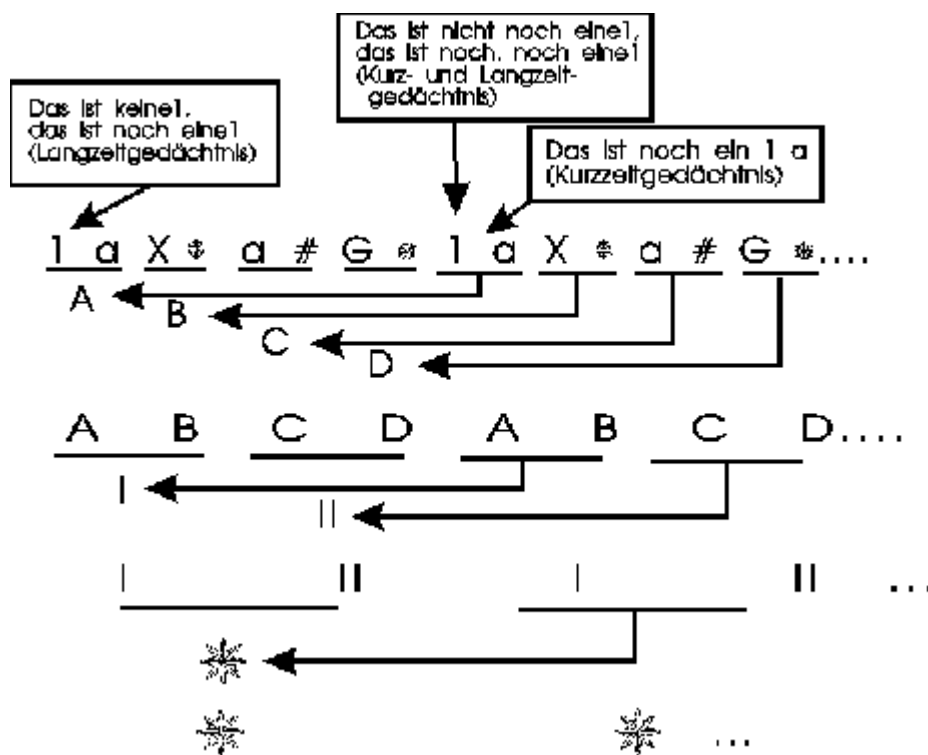 Das ist nicht noch eine1,
das ist noch, noch eine1
(Kurz- und Langzeit-
gedächtnis)
Das ist keine1,
das ist noch eine1
(Langzeitgedächtnis)
Das ist noch ein 1 a
(Kurzzeitgedächtnis)
1 a X a # G 1 a X a # G ....
A
B
C
D
A B C D A B C D....
I
II
I II I II ...
...